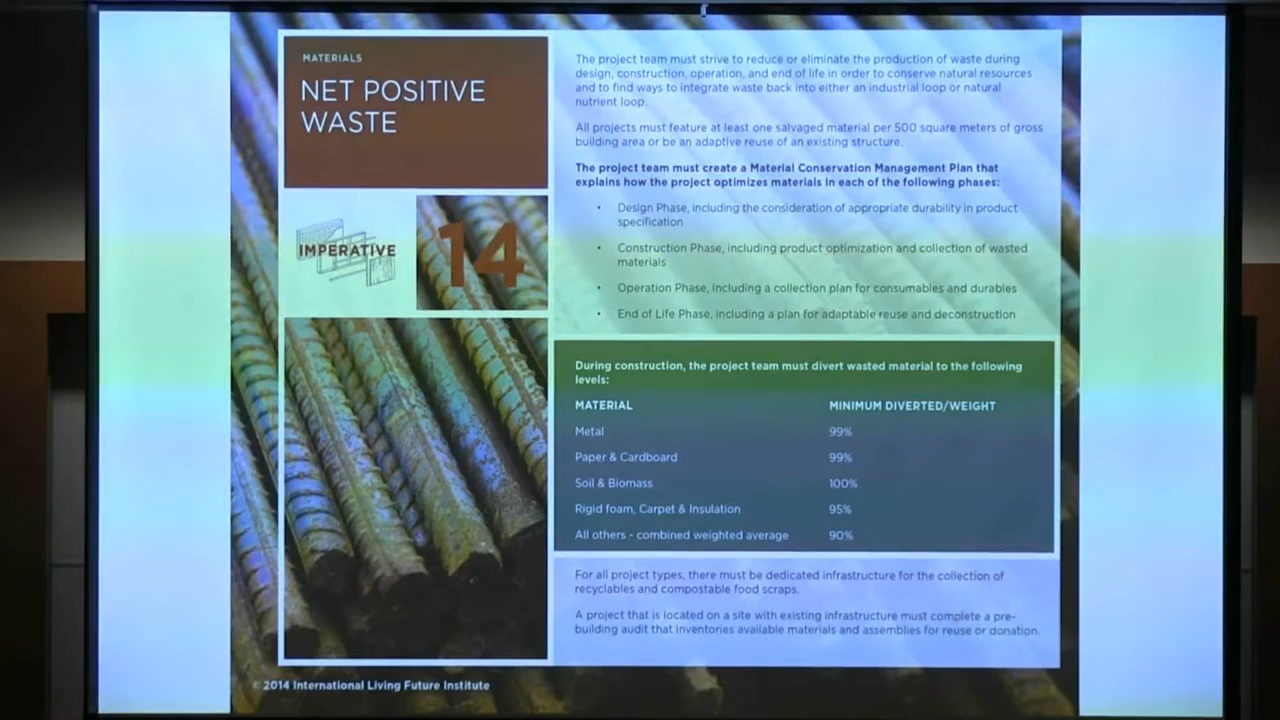 MATERIALS
NET POSITIVE
WASTE
IMPERATIVE
14
The project team must strive to reduce or eliminate the production of waste during
design, construction, operation, and end of life in order to conserve natural resources
and to find ways to integrate waste back into either an industrial loop or natural
nutrient loop.
All projects must feature at least one salvaged material per 500 square meters of gross
building area or be an adaptive reuse of an existing structure.
The project team must create a Material Conservation Management Plan that
explains how the project optimizes materials in each of the following phases:
• Design Phase, including the consideration of appropriate durability in product
specification
• Construction Phase, including product optimization and collection of wasted
materials
• Operation Phase, including a collection plan for consumables and durables
• End of Life Phase, including a plan for adaptable reuse and deconstruction
During construction, the project team must divert wasted material to the following
levels:
MATERIAL MINIMUM DIVERTED/WEIGHT
Metal 99%
Paper & Cardboard 99%
Soil & Biomass 100%
Rigid foam, Carpet & Insulation 95%
All others - combined weighted average 90%
For all project types, there must be dedicated infrastructure for the collection of
recyclables and compostable food scraps.
A project that is located on a site with existing infrastructure must complete a pre-
building audit that inventories available materials and assemblies for reuse or donation.
© 2014 International Living Future Institute